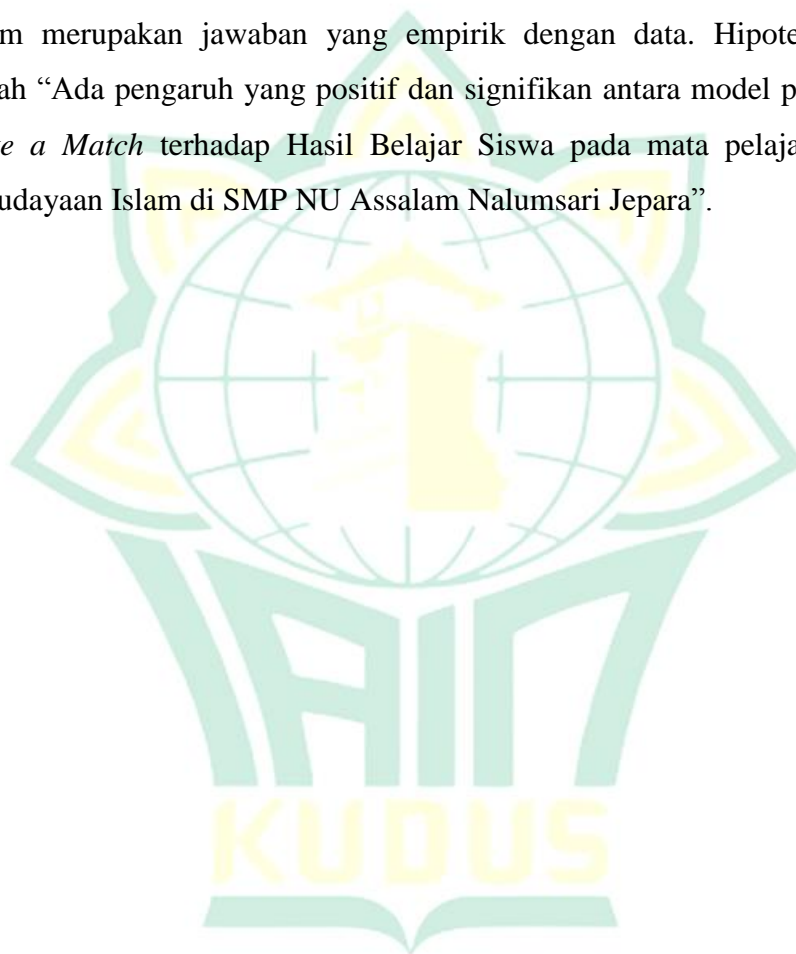 m merupakan jawaban yang empirik dengan data. Hipote
ah “Ada pengaruh yang positif dan signifikan antara model p
e a Match terhadap Hasil Belajar Siswa pada mata pelaja
udayaan Islam di SMP NU Assalam Nalumsari Jepara”.
IAIN
KUDUS